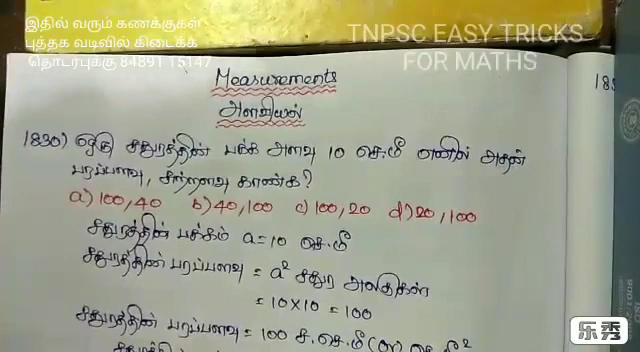 இதில் வரும் கணக்குகள்
புத்தக வடிவில் கிடைக்க
தொடர்புக்கு 84891 15147
TNPSC EASY TRICKS
FOR MATHS
Measurements
அளவியல்
185
1830) ஒரு சதுரத்தின் பக்க அளவு 10 செ.மீ எனில் அதன்
பரப்பளவு, சுற்றளவு காண்க?
a) 100, 40 b) 40, 100 c) 100, 20 d) 20, 100
சதுரத்தின் பக்கம் a = 10 செ.மீ
சதுரத்தின் பரப்பளவு = a² சதுர அலகுகள்
= 10 X 10 = 100
சதுரத்தின் பரப்பளவு = 100 ச.செ.மீ (or) செ.மீ²
乐秀